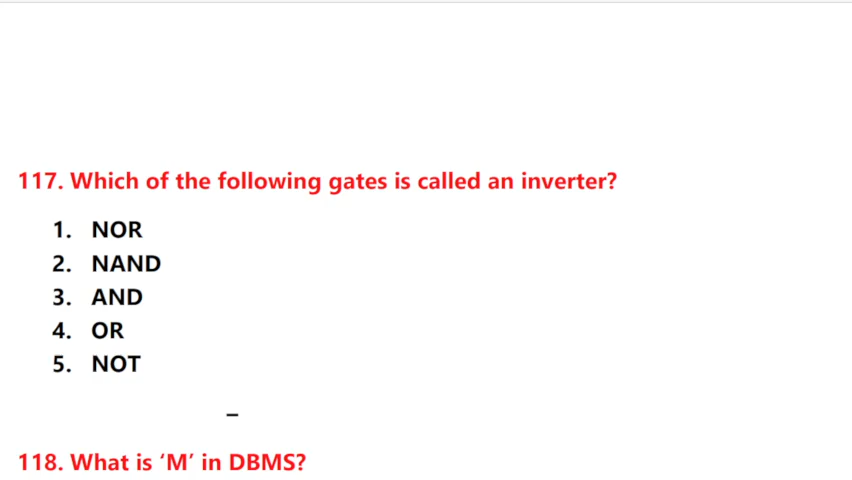 117. Which of the following gates is called an inverter?
1. NOR
2. NAND
3. AND
4. OR
5. NOT
–
118. What is ‘M’ in DBMS?